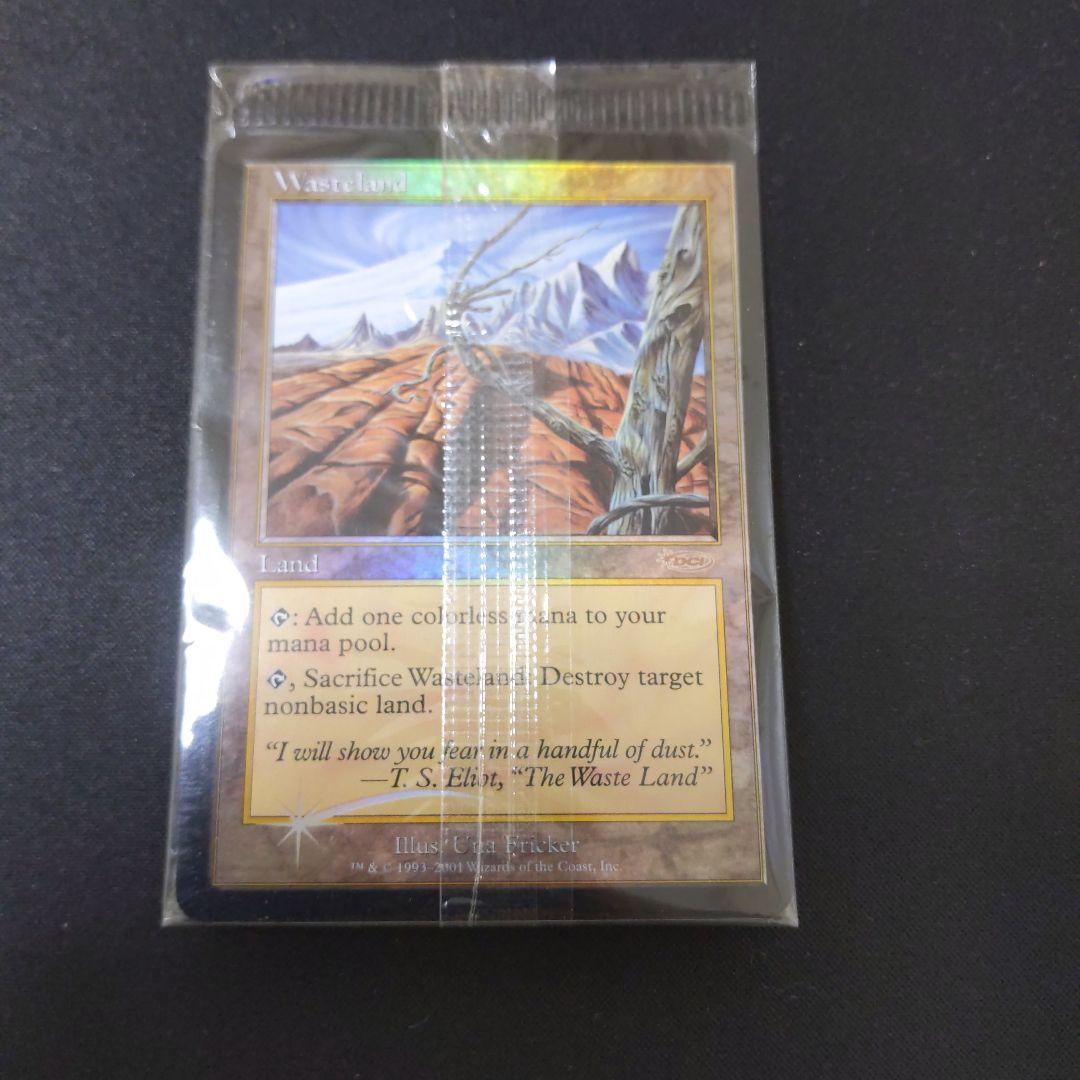 Wasteland
Land
DCI
: Add one colorless mana to your
mana pool.
, Sacrifice Wasteland: Destroy target
nonbasic land.
“I will show you fear in a handful of dust.”
—T. S. Eliot, “The Waste Land”
Illus. Una Fricker
™ & © 1993–2001 Wizards of the Coast, Inc.